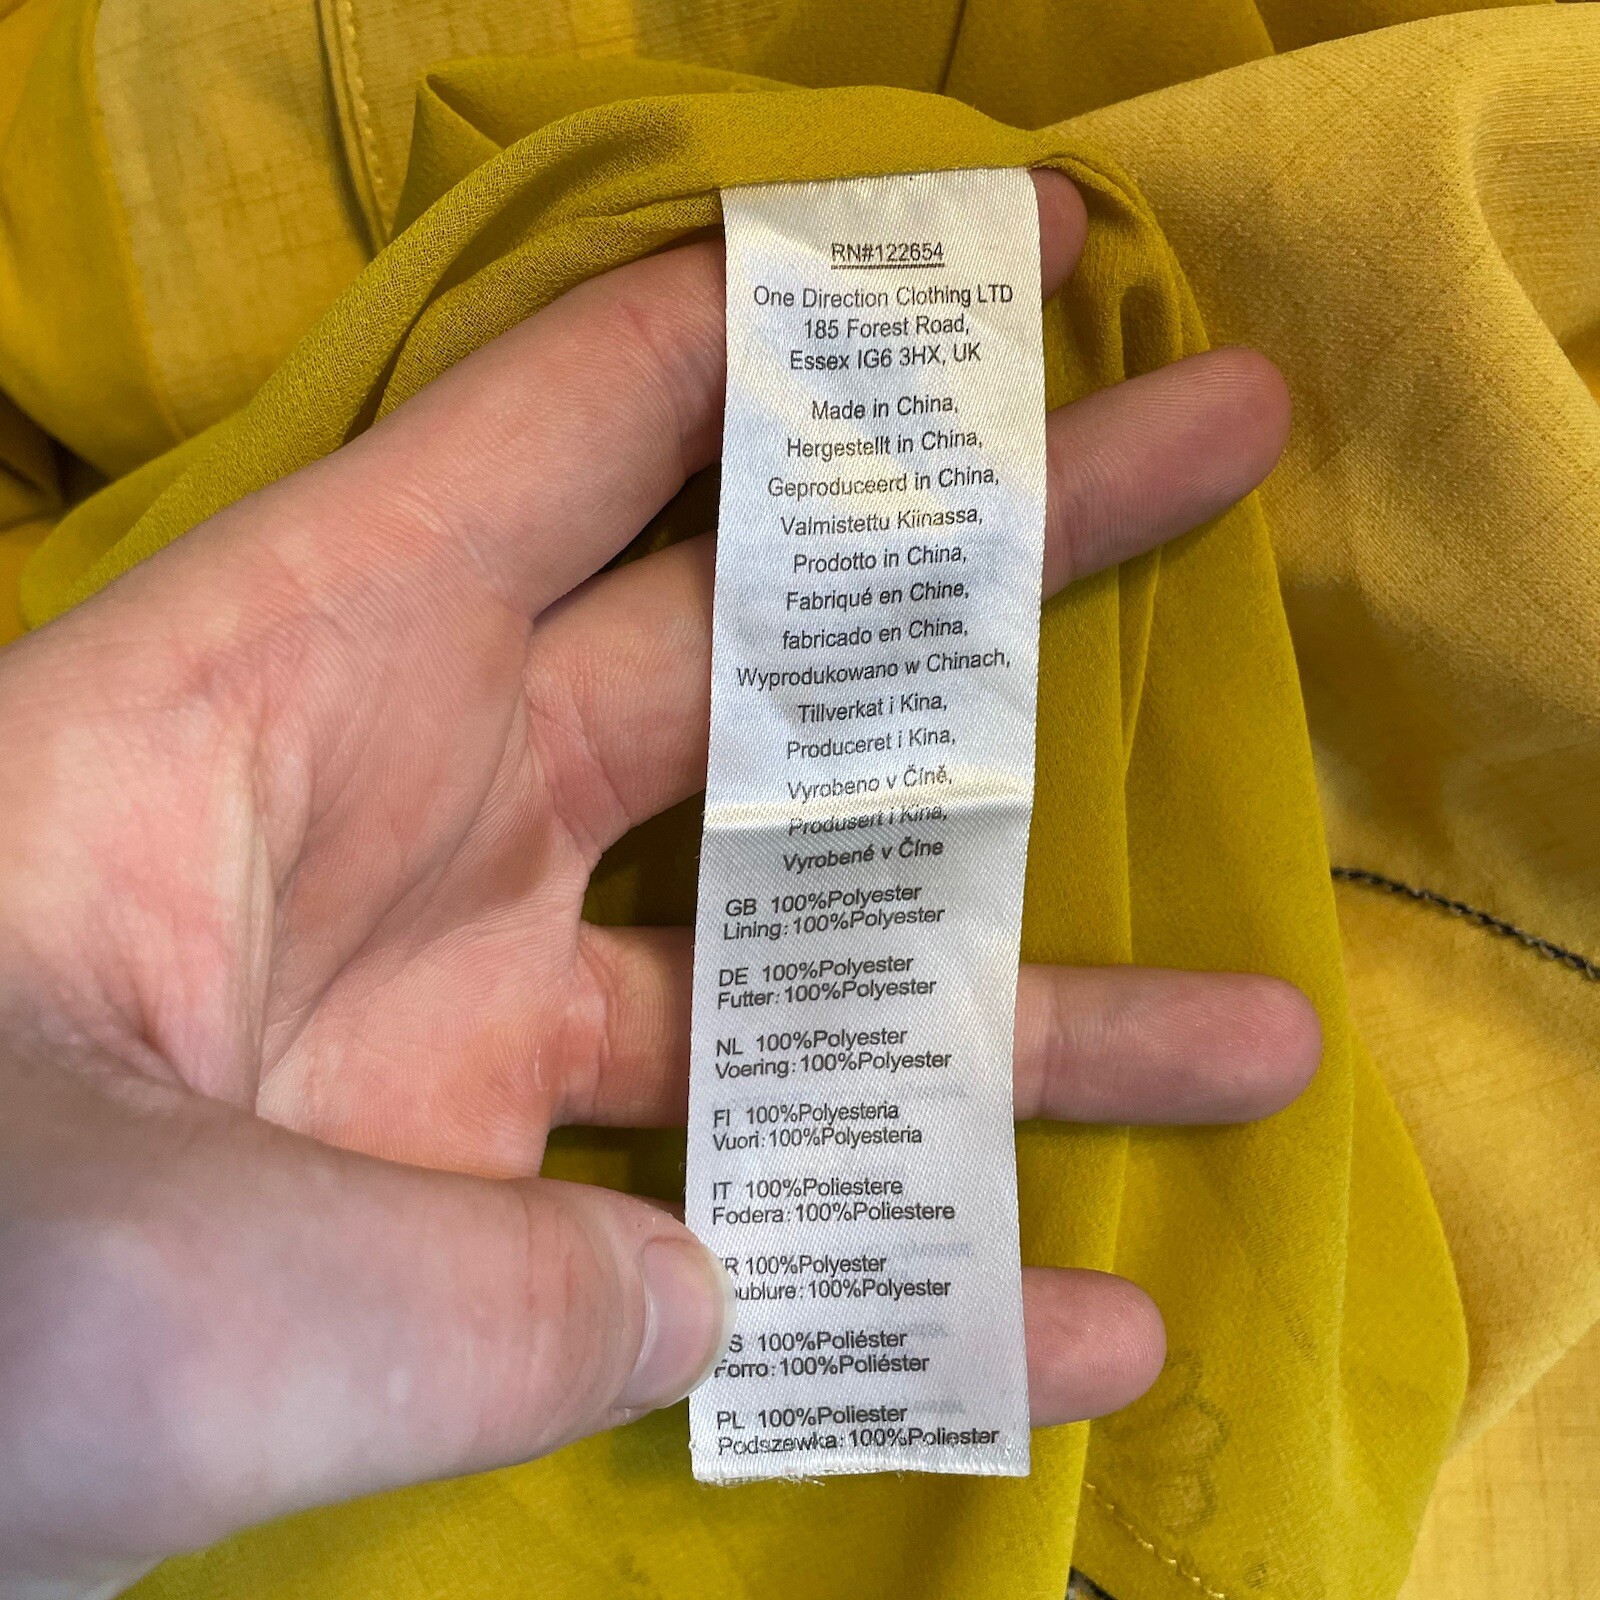 RN#122654
One Direction Clothing LTD
185 Forest Road,
Essex IG6 3HX, UK
Made in China,
Hergestellt in China,
Geproduceerd in China,
Valmistettu Kiinassa,
Prodotto in China,
Fabriqué en Chine,
fabricado en China,
Wyprodukowano w Chinach,
Tillverkat i Kina,
Produceret i Kina,
Vyrobeno v Číně,
Produsert i Kina,
Vyrobené v Číne
GB 100%Polyester
Lining:100%Polyester
DE 100%Polyester
Futter:100%Polyester
NL 100%Polyester
Voering:100%Polyester
FI 100%Polyesteria
Vuori:100%Polyesteria
IT 100%Poliestere
Fodera:100%Poliestere
R 100%Polyester
oublure:100%Polyester
S 100%Poliéster
Forro:100%Poliéster
PL 100%Poliester
Podszewka:100%Poliester